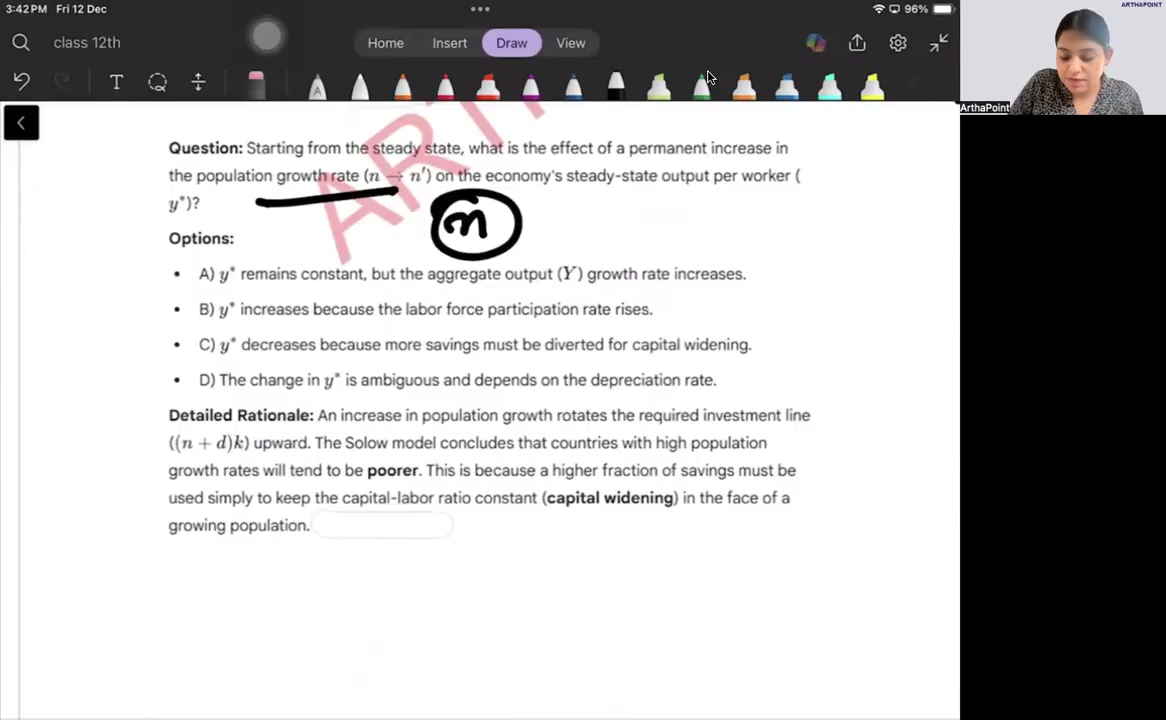 3:42 PM Fri 12 Dec
96%
ARTHAPOINT
class 12th
Home Insert Draw View
T
A
ArthaPoint
Question: Starting from the steady state, what is the effect of a permanent increase in
the population growth rate (n → n′) on the economy's steady-state output per worker (
y*)?
n
Options:
• A) y* remains constant, but the aggregate output (Y) growth rate increases.
• B) y* increases because the labor force participation rate rises.
• C) y* decreases because more savings must be diverted for capital widening.
• D) The change in y* is ambiguous and depends on the depreciation rate.
Detailed Rationale: An increase in population growth rotates the required investment line
((n + d)k) upward. The Solow model concludes that countries with high population
growth rates will tend to be poorer. This is because a higher fraction of savings must be
used simply to keep the capital-labor ratio constant (capital widening) in the face of a
growing population.